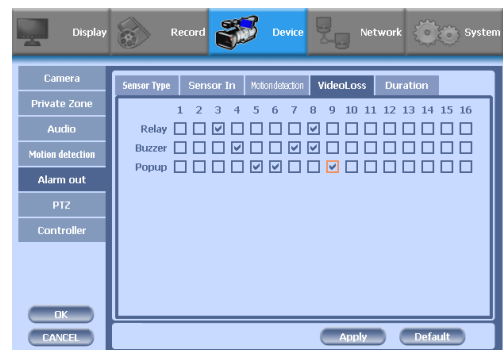 Display Record Device Network System
Camera
Private Zone
Audio
Motion detection
Alarm out
PTZ
Controller
Sensor Type Sensor In Motion detection VideoLoss Duration
1 2 3 4 5 6 7 8 9 10 11 12 13 14 15 16
Relay
Buzzer
Popup
OK
CANCEL
Apply Default